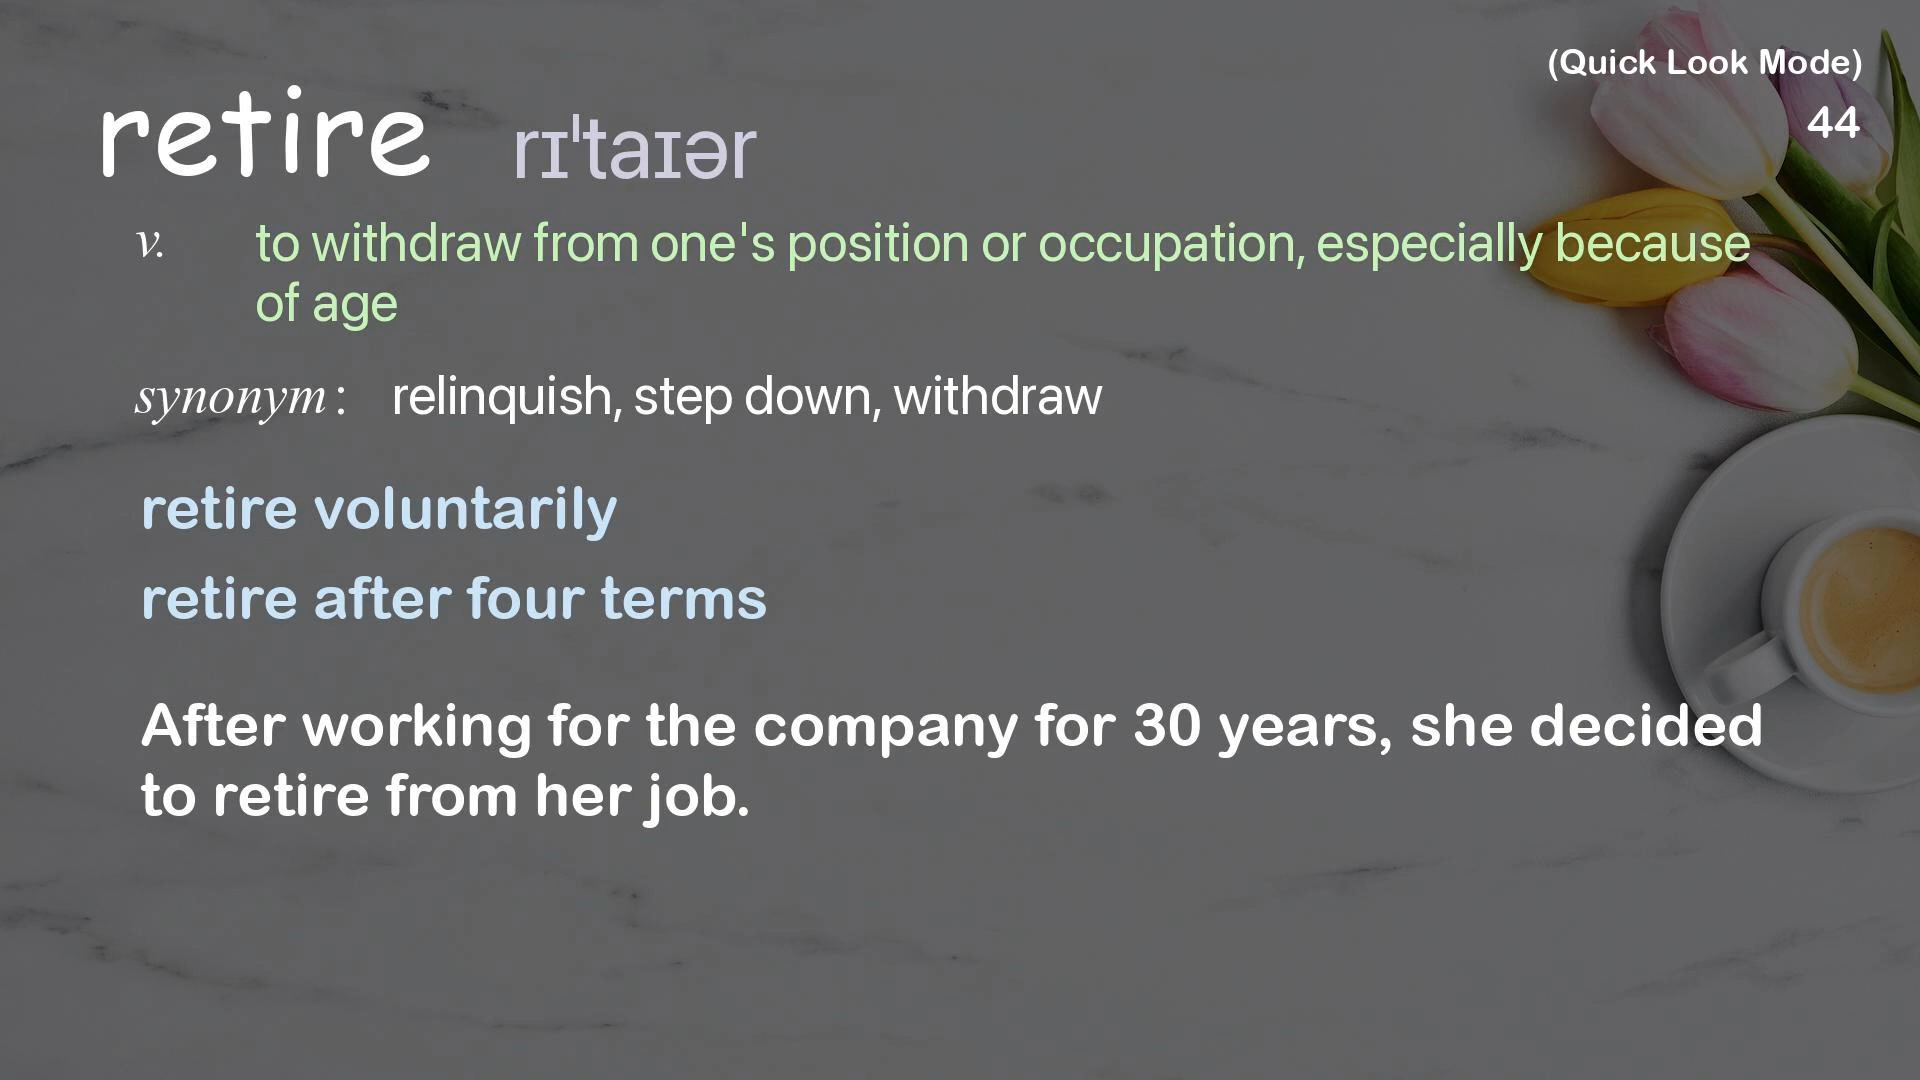 (Quick Look Mode)
44
retire rɪˈtaɪər
v. to withdraw from one's position or occupation, especially because
of age
synonym : relinquish, step down, withdraw
retire voluntarily
retire after four terms
After working for the company for 30 years, she decided
to retire from her job.